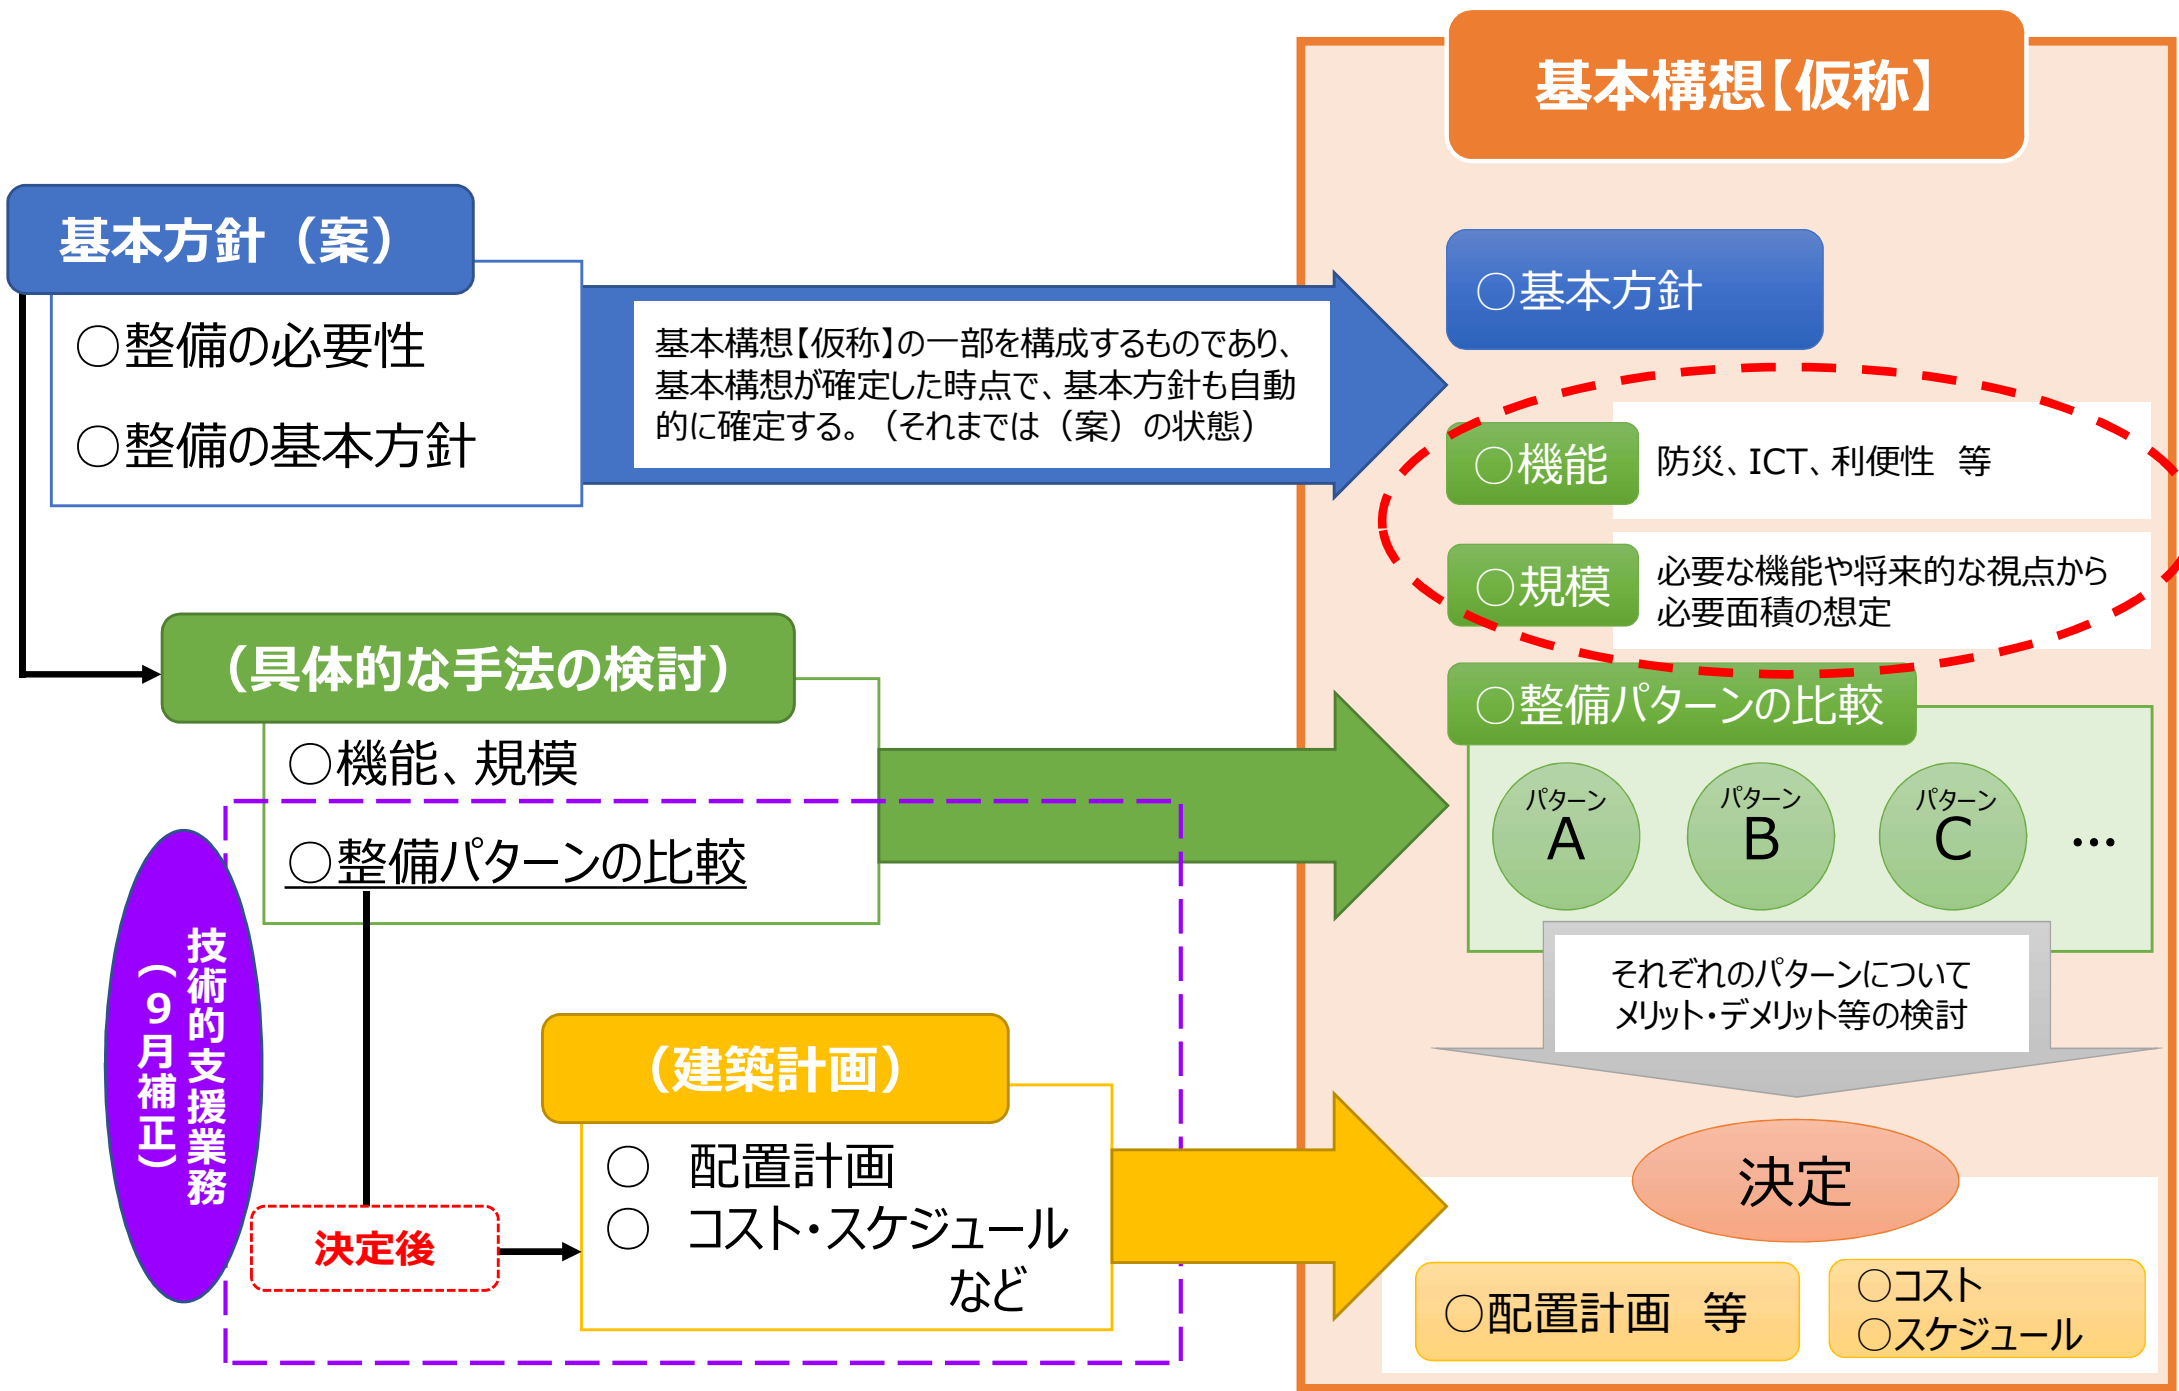 基本構想【仮称】
基本方針（案）
○整備の必要性
○整備の基本方針
基本構想【仮称】の一部を構成するものであり、
基本構想が確定した時点で、基本方針も自動
的に確定する。（それまでは（案）の状態）
○基本方針
○機能
防災、ICT、利便性　等
○規模
必要な機能や将来的な視点から
必要面積の想定
（具体的な手法の検討）
○機能、規模
○整備パターンの比較
○整備パターンの比較
パターン
A
パターン
B
パターン
C
…
それぞれのパターンについて
メリット・デメリット等の検討
技術的支援業務
（９月補正）
決定後
（建築計画）
○　配置計画
○　コスト・スケジュール
など
決定
○配置計画　等
○コスト
○スケジュール